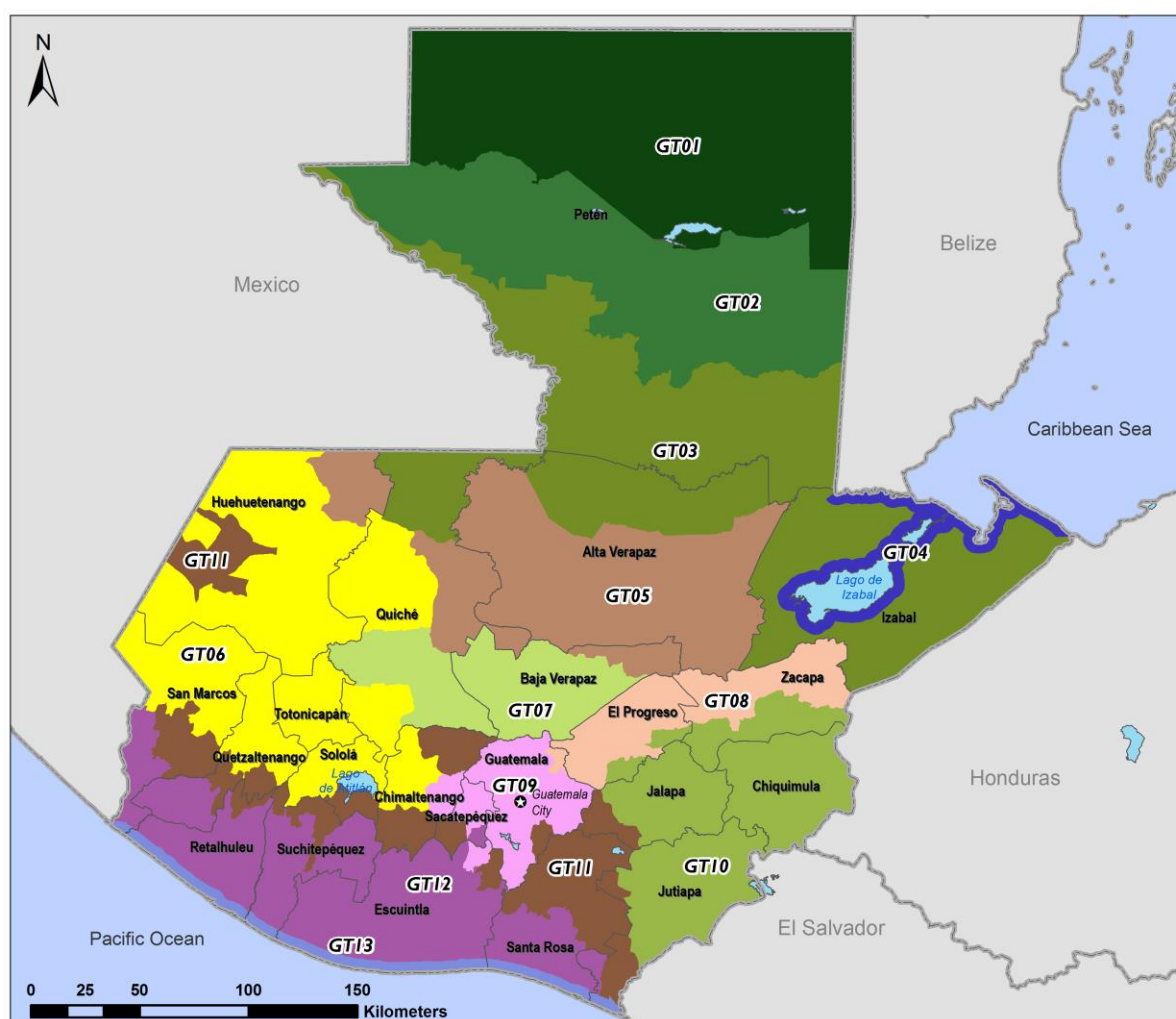 N
GT01
Petén
Belize
Mexico
GT02
Caribbean Sea
GT03
Huehuetenango
GT11
Alta Verapaz
GT04
Lago de
Izabal
GT05
Quiché
Izabal
GT06
San Marcos
Baja Verapaz
Zacapa
GT07
GT08
El Progreso
Totonicapán
Quetzaltenango
Sololá
Guatemala
Lago
de Atitlán
Chimaltenango
GT09
Guatemala
City
Sacatepéquez
Jalapa
Chiquimula
Honduras
Retalhuleu
Suchitepéquez
GT11
GT10
GT12
Jutiapa
Escuintla
El Salvador
Pacific Ocean
GT13
Santa Rosa
0 25 50 100 150
Kilometers